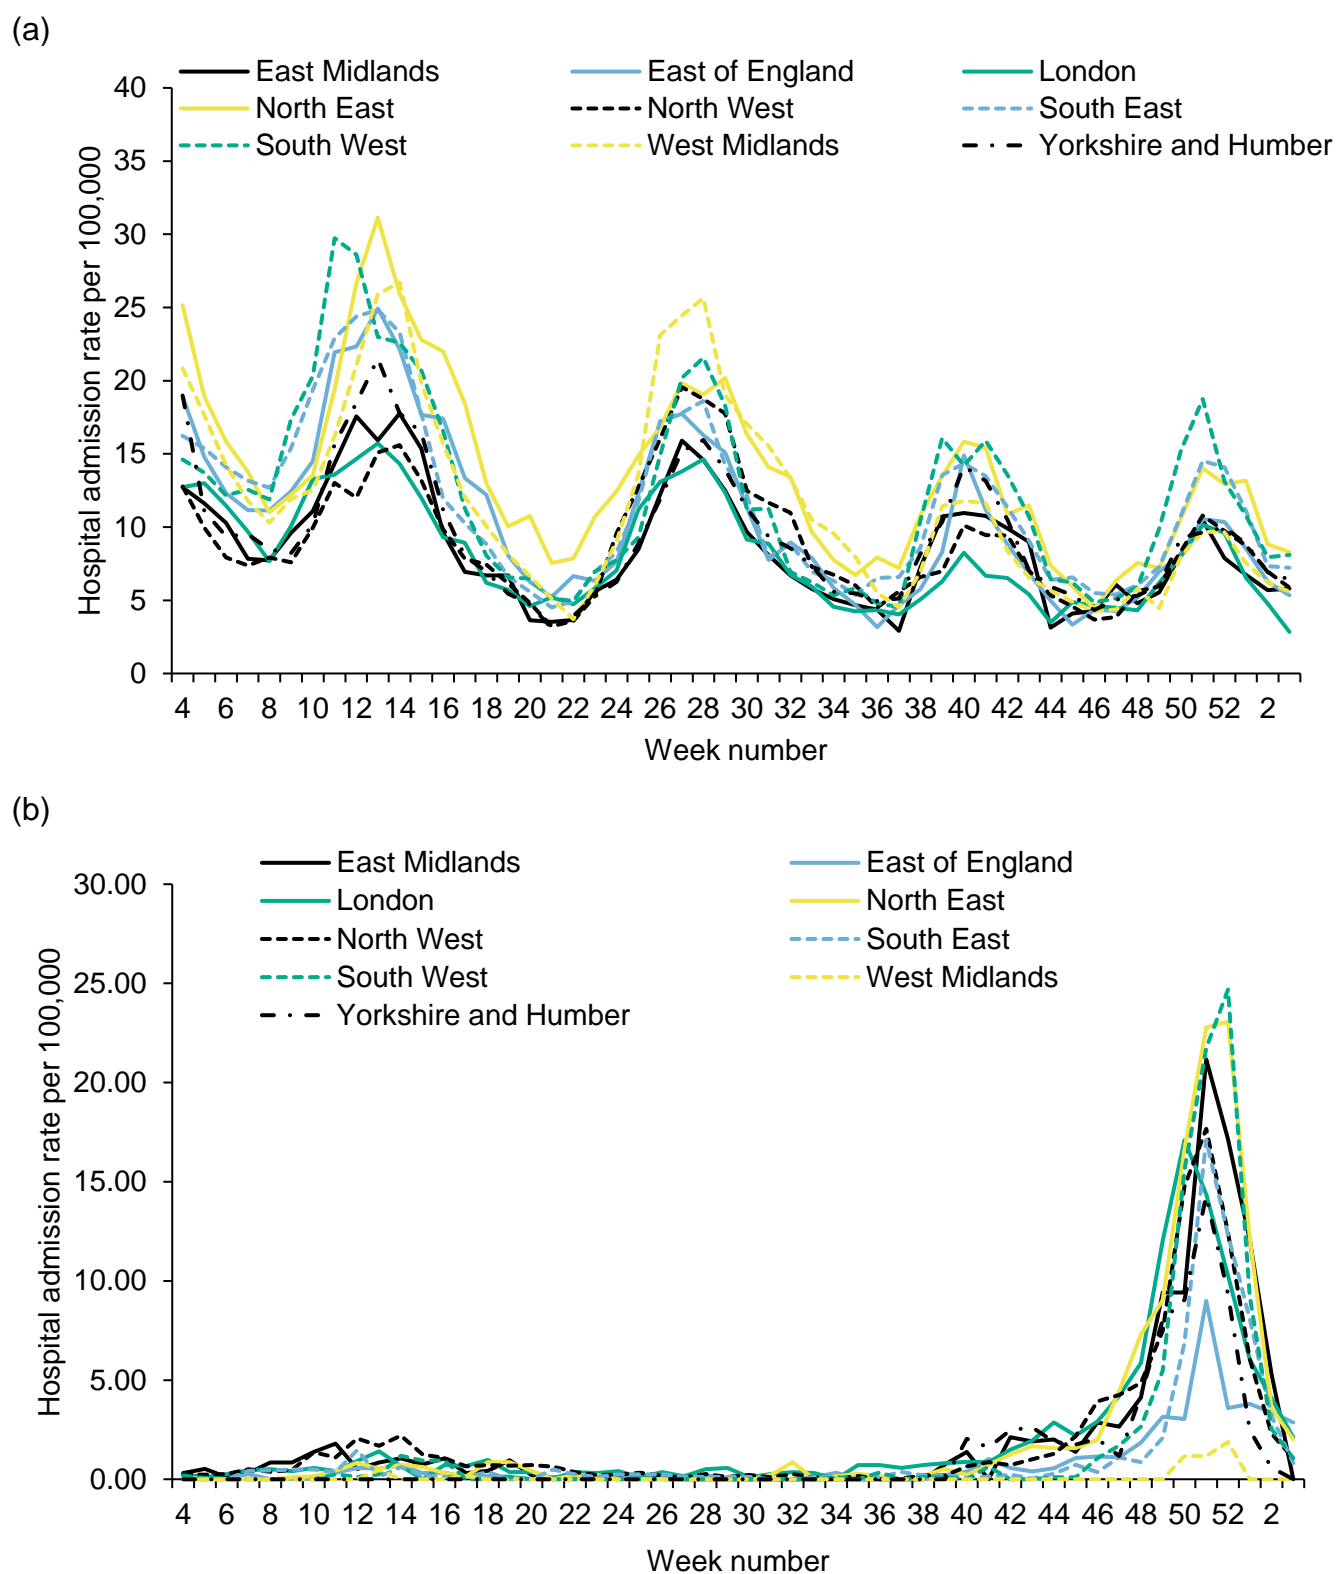 (a)
East Midlands East of England London
North East North West South East
South West West Midlands Yorkshire and Humber
Hospital admission rate per 100,000
40
35
30
25
20
15
10
5
0
4 6 8 10 12 14 16 18 20 22 24 26 28 30 32 34 36 38 40 42 44 46 48 50 52 2
Week number
(b)
East Midlands East of England
London North East
North West South East
South West West Midlands
Yorkshire and Humber
Hospital admission rate per 100,000
30.00
25.00
20.00
15.00
10.00
5.00
0.00
4 6 8 10 12 14 16 18 20 22 24 26 28 30 32 34 36 38 40 42 44 46 48 50 52 2
Week number